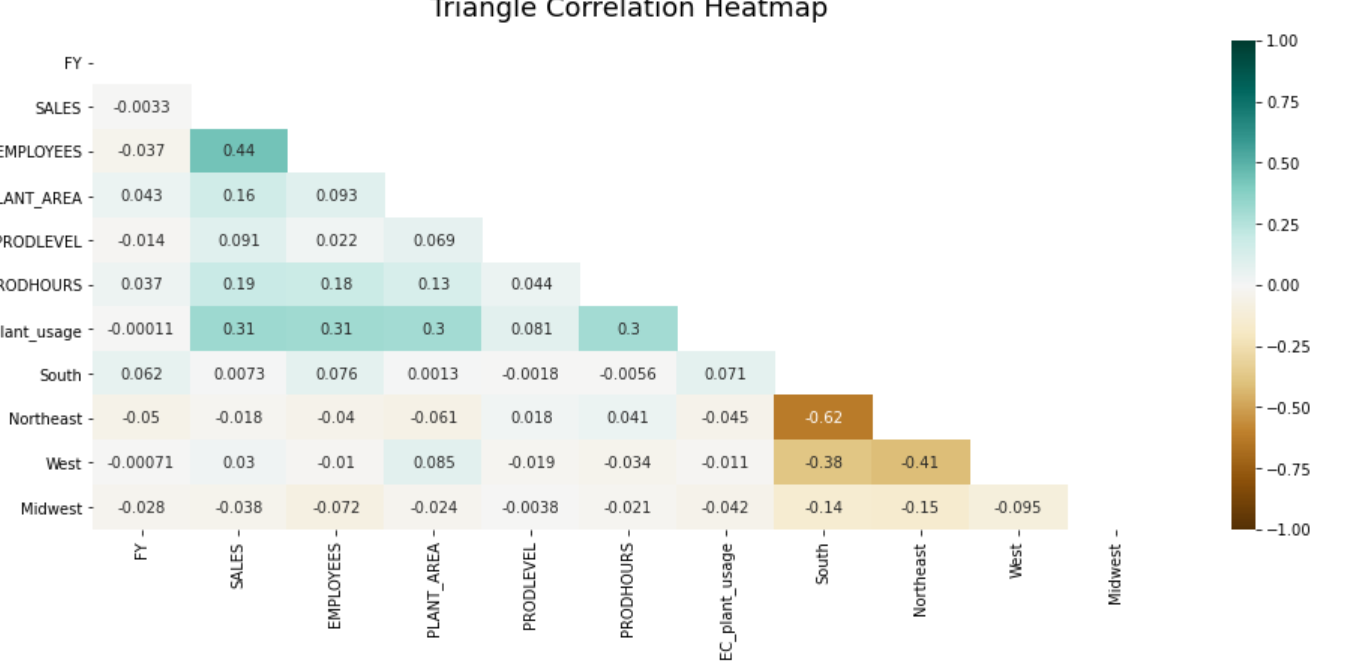 Triangle Correlation Heatmap
1.00
FY
SALES -0.0033
0.75
EMPLOYEES -0.037 0.44
LANT_AREA 0.043 0.16 0.093
0.50
PRODLEVEL -0.014 0.091 0.022 0.069
0.25
RODHOURS 0.037 0.19 0.18 0.13 0.044
0.00
lant_usage -0.00011 0.31 0.31 0.3 0.081 0.3
−0.25
South 0.062 0.0073 0.076 0.0013 -0.0018 -0.0056 0.071
−0.50
Northeast -0.05 -0.018 -0.04 -0.061 0.018 0.041 -0.045 -0.62
West -0.00071 0.03 -0.01 0.085 -0.019 -0.034 -0.011 -0.38 -0.41
−0.75
Midwest -0.028 -0.038 -0.072 -0.024 -0.0038 -0.021 -0.042 -0.14 -0.15 -0.095
−1.00
FY SALES EMPLOYEES PLANT_AREA PRODLEVEL PRODHOURS EC_plant_usage South Northeast West Midwest